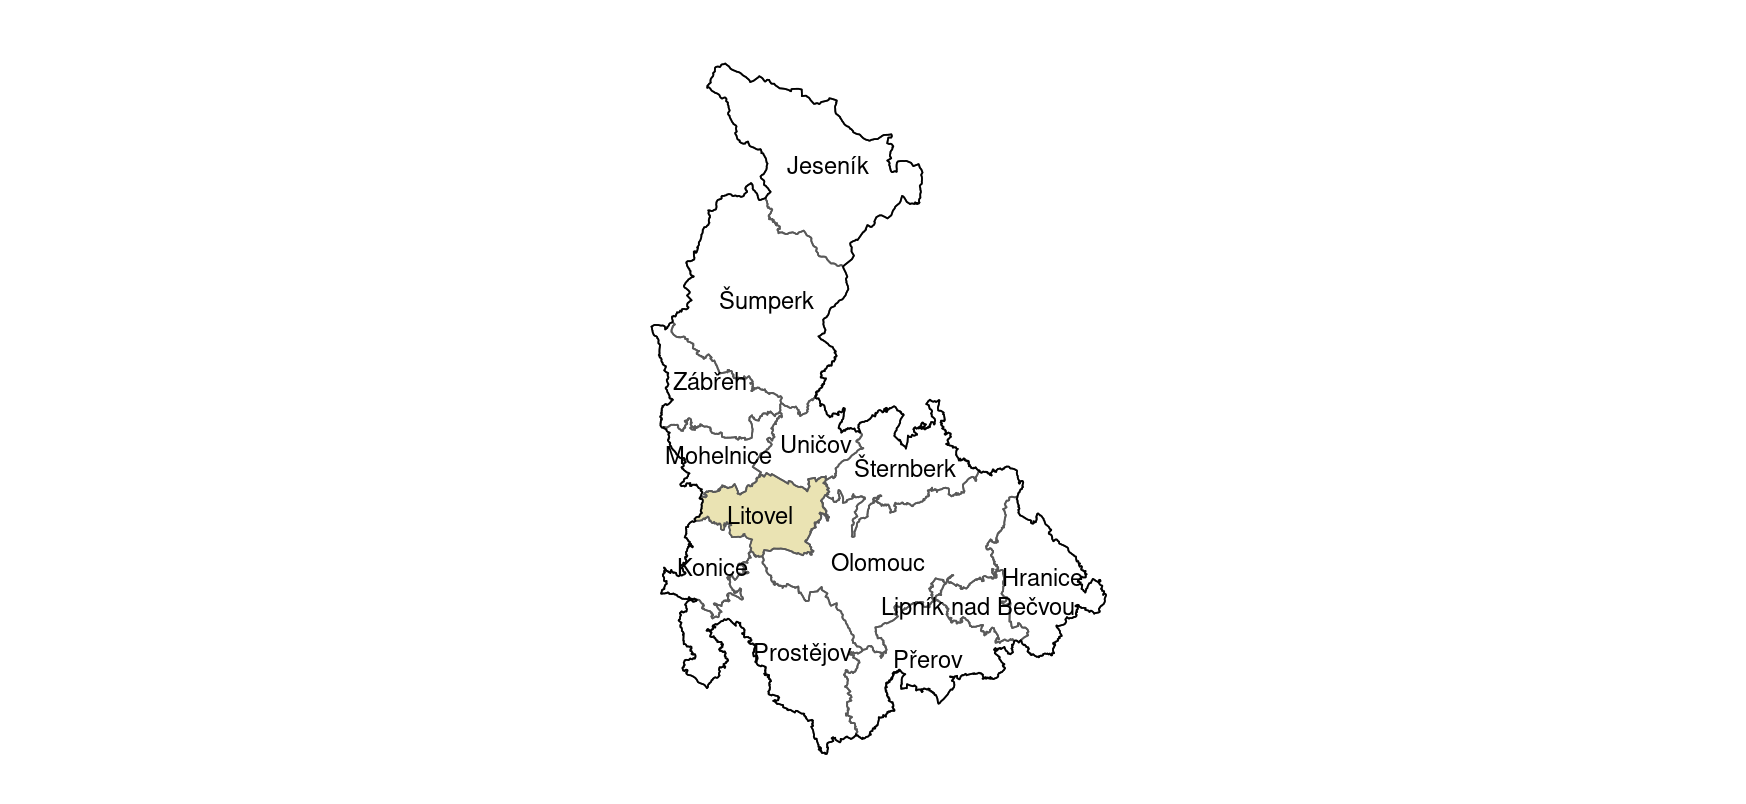 Jeseník
Šumperk
Zábřeh
Uničov
Mohelnice
Šternberk
Litovel
Olomouc
Konice
Hranice
Lipník nad Bečvou
Prostějov
Přerov